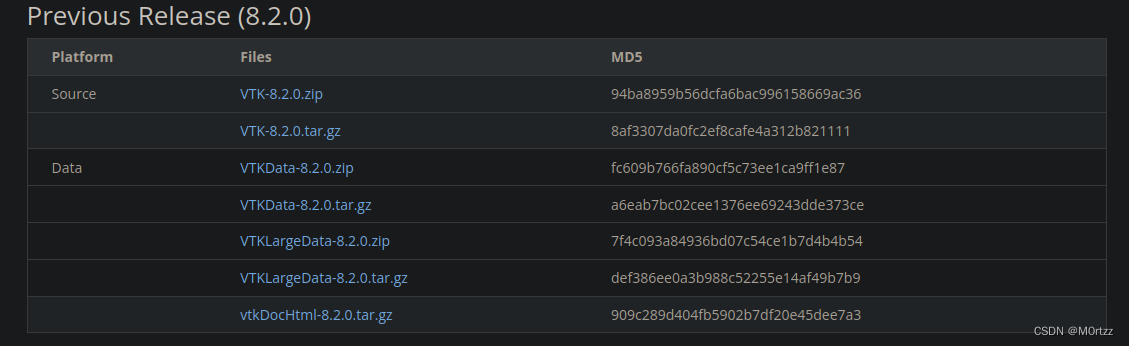 Previous Release (8.2.0)
Platform Files MD5
Source VTK-8.2.0.zip 94ba8959b56dcfa6bac996158669ac36
VTK-8.2.0.tar.gz 8af3307da0fc2ef8cafe4a312b821111
Data VTKData-8.2.0.zip fc609b766fa890cf5c73ee1ca9ff1e87
VTKData-8.2.0.tar.gz a6eab7bc02cee1376ee69243dde373ce
VTKLargeData-8.2.0.zip 7f4c093a84936bd07c54ce1b7d4b4b54
VTKLargeData-8.2.0.tar.gz def386ee0a3b988c52255e14af49b7b9
vtkDocHtml-8.2.0.tar.gz 909c289d404fb5902b7df20e45dee7a3
CSDN @M0rtzz